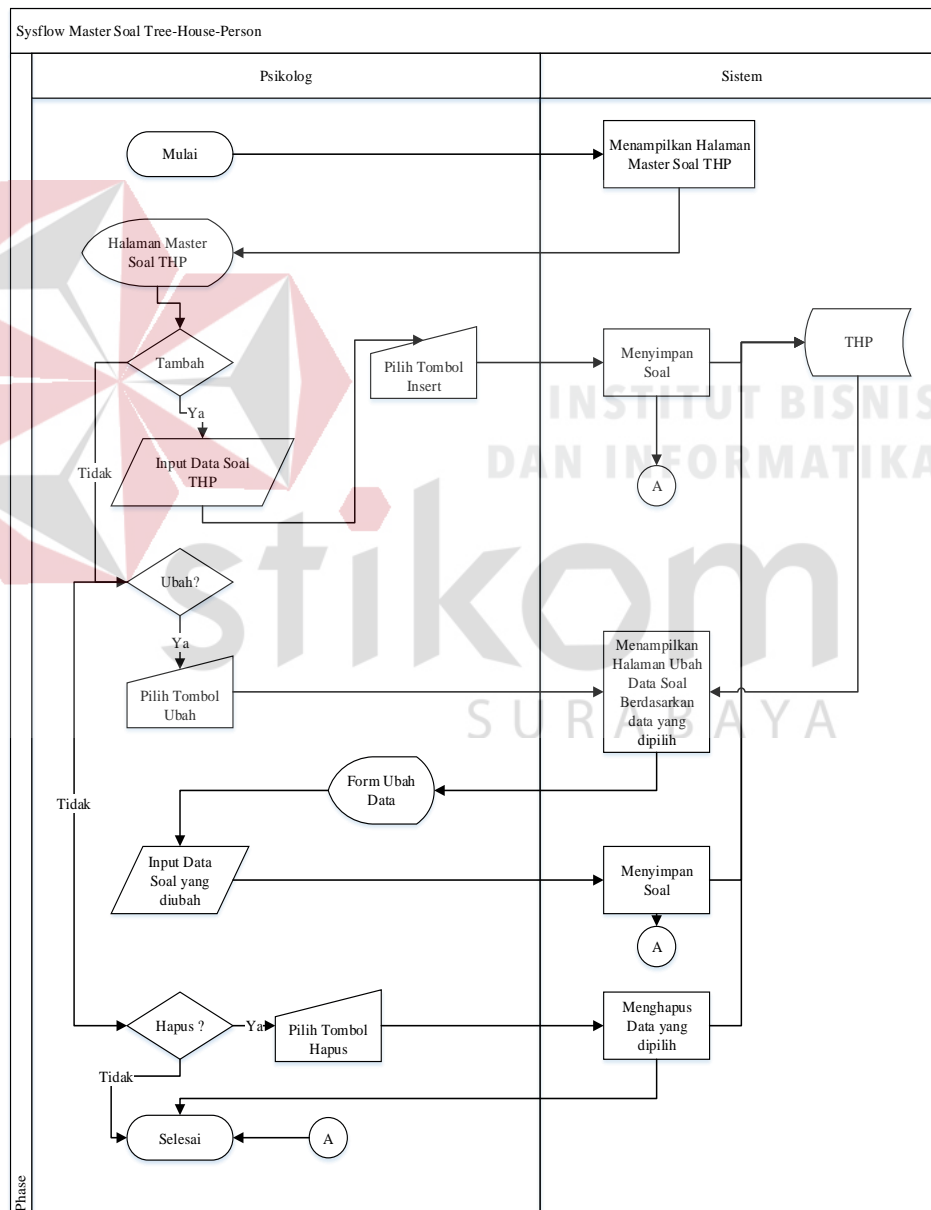 Sysflow Master Soal Tree-House-Person
Psikolog
Sistem
Mulai
Menampilkan Halaman
Master Soal THP
Halaman Master
Soal THP
Tambah
Pilih Tombol
Insert
Menyimpan
Soal
THP
Ya
INSTITUT BISNIS
DAN INFORMATIKA
Input Data Soal
THP
Tidak
A
stikom
SURABAYA
Ubah?
Ya
Pilih Tombol
Ubah
Menampilkan
Halaman Ubah
Data Soal
Berdasarkan
data yang
dipilih
Form Ubah
Data
Tidak
Input Data
Soal yang
diubah
Menyimpan
Soal
A
Hapus ?
Ya
Pilih Tombol
Hapus
Menghapus
Data yang
dipilih
Tidak
Selesai
A
Phase